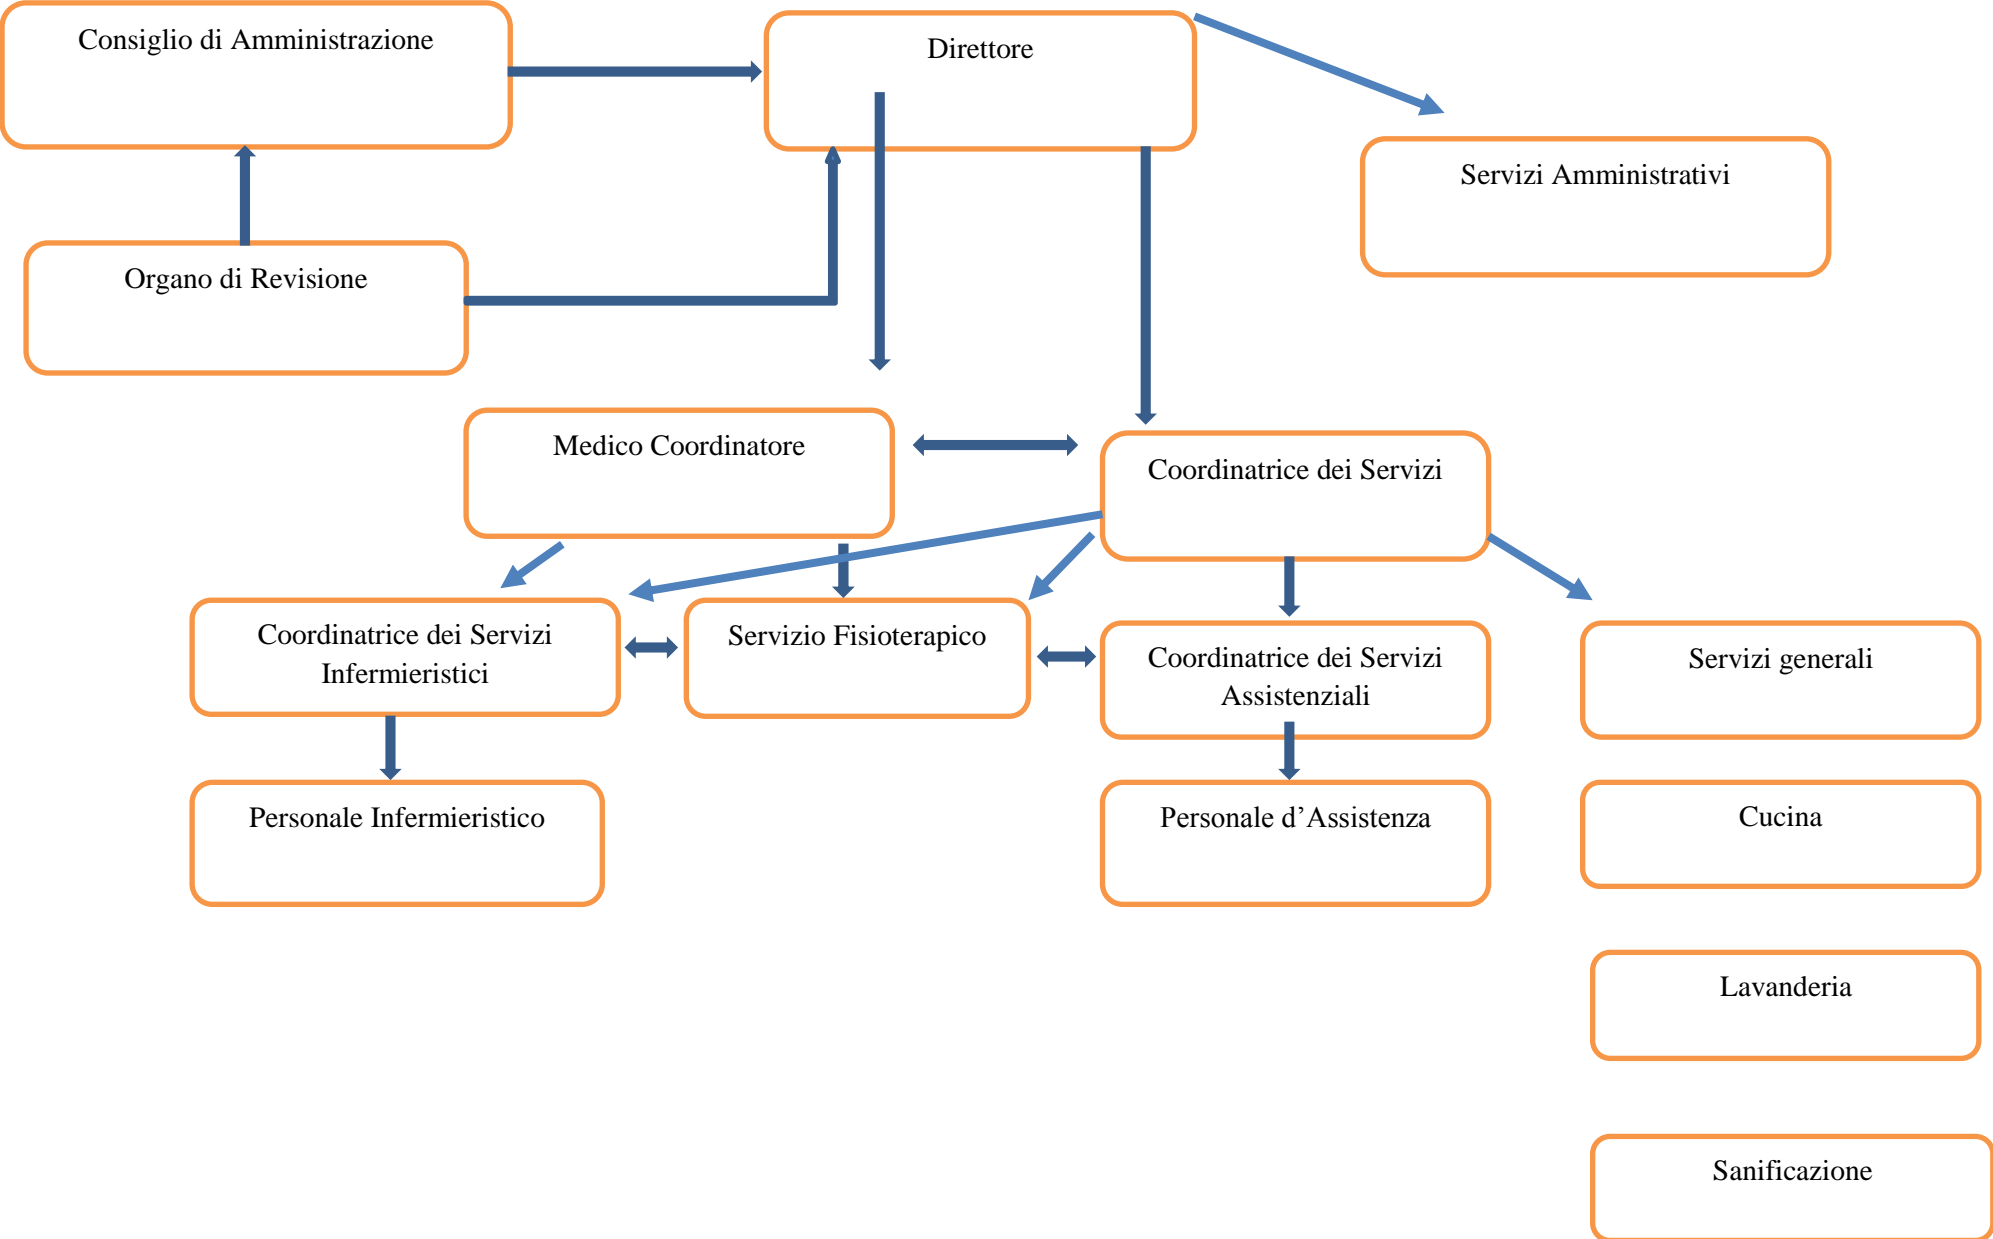 Consiglio di Amministrazione
Direttore
Servizi Amministrativi
Organo di Revisione
Medico Coordinatore
Coordinatrice dei Servizi
Coordinatrice dei Servizi
Infermieristici
Servizio Fisioterapico
Coordinatrice dei Servizi
Assistenziali
Servizi generali
Personale Infermieristico
Personale d’Assistenza
Cucina
Lavanderia
Sanificazione